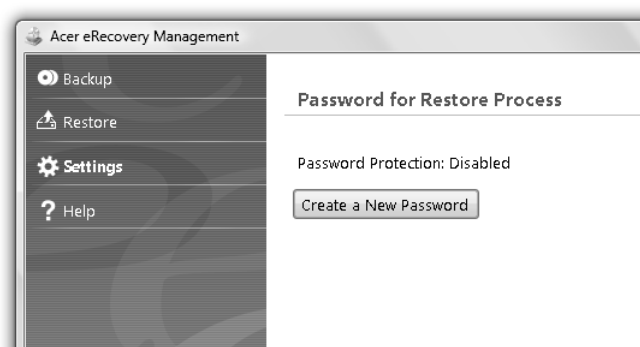 Acer eRecovery Management
Backup
Restore
Settings
Help
Password for Restore Process
Password Protection: Disabled
Create a New Password